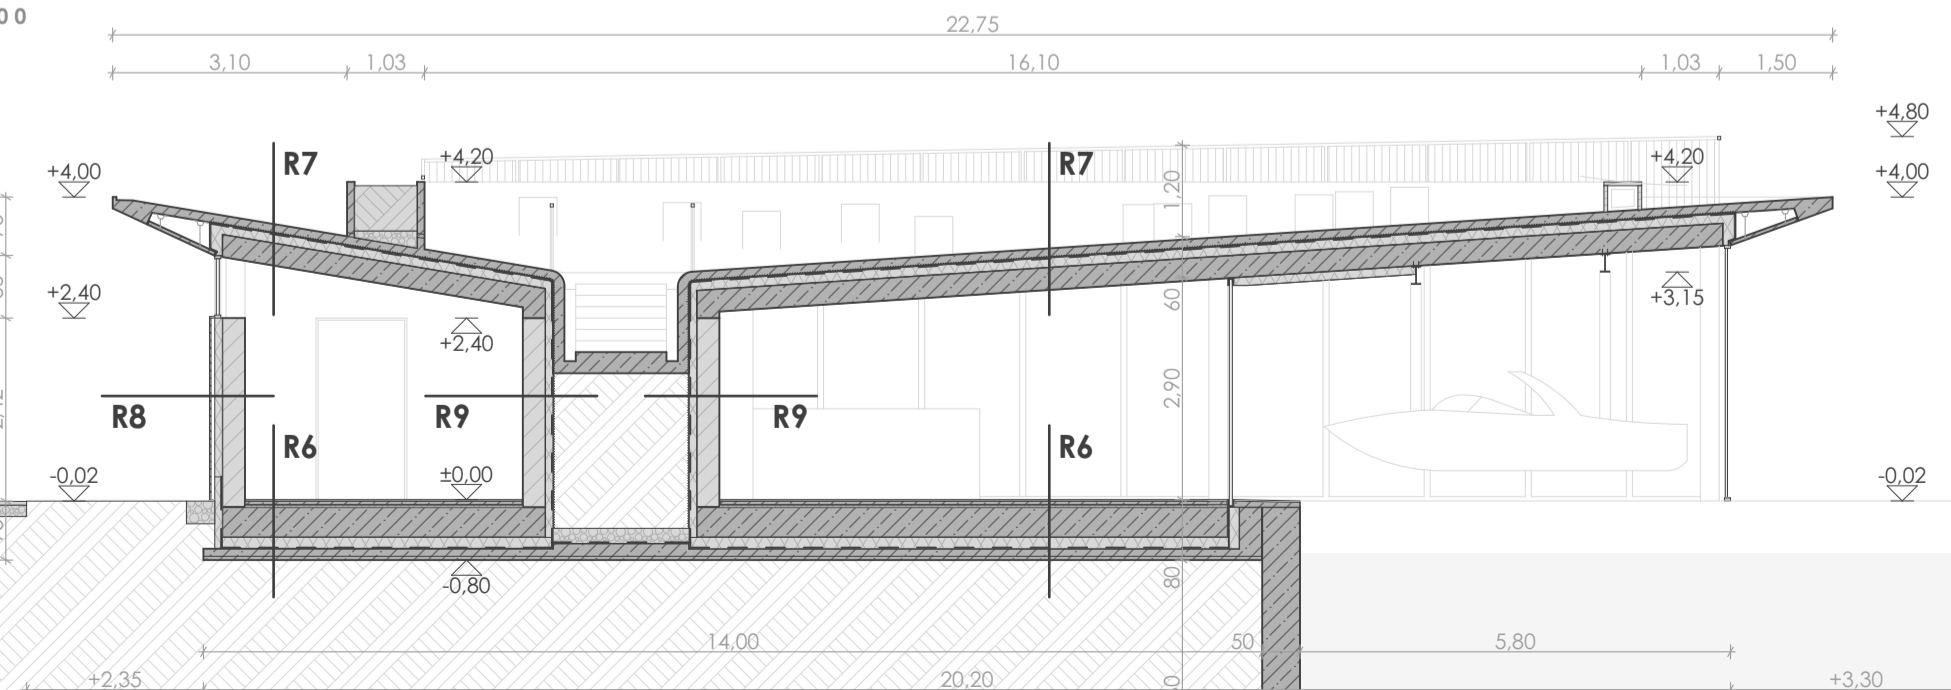 00
22,75
3,10 1,03 16,10 1,03 1,50
+4,80
R7 +4,20 R7 +4,20
+4,00 +4,00
1,20
+2,40 60 +3,15
+2,40
2,90
R8 R9 R9
R6 R6
-0,02 ±0,00 -0,02
-0,80 80
14,00 50 5,80
+2,35 20,20 +3,30